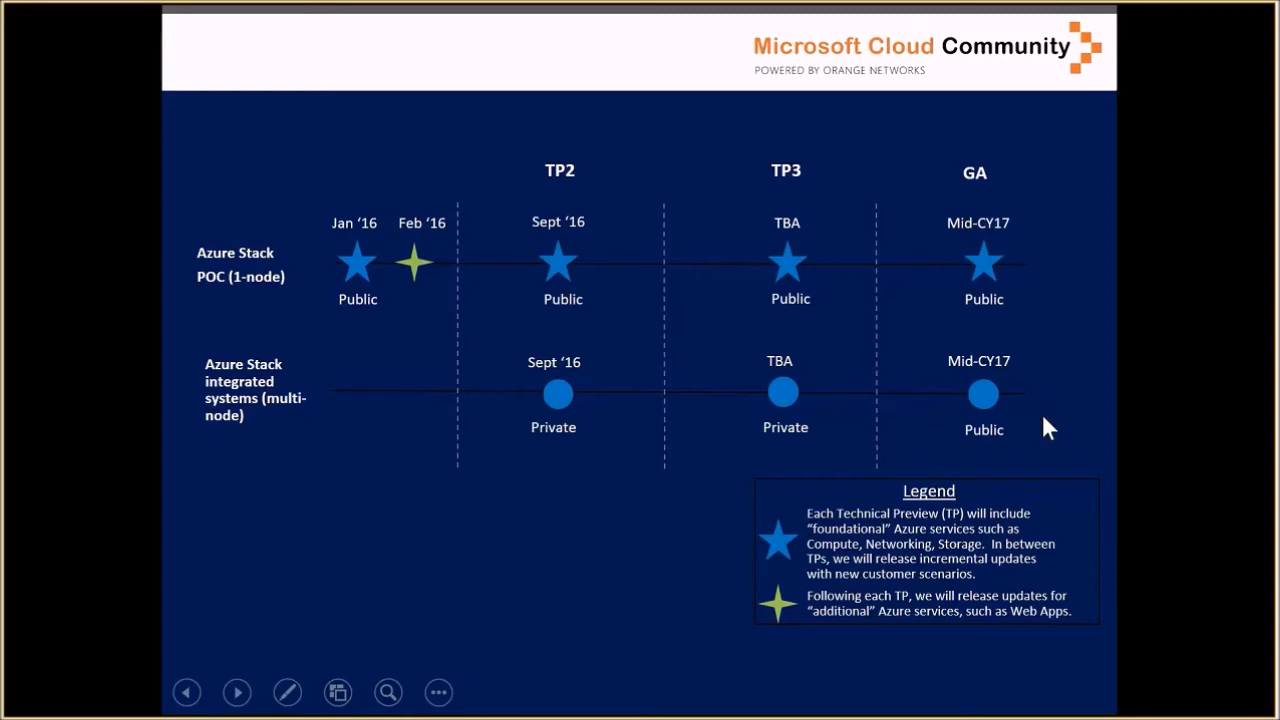 Microsoft Cloud Community
POWERED BY ORANGE NETWORKS
TP2
TP3
GA
Jan ‘16
Feb ‘16
Sept ‘16
TBA
Mid-CY17
Azure Stack
POC (1-node)
Public
Public
Public
Public
Azure Stack
integrated
systems (multi-
node)
Sept ‘16
TBA
Mid-CY17
Private
Private
Public
Legend
Each Technical Preview (TP) will include
“foundational” Azure services such as
Compute, Networking, Storage. In between
TPs, we will release incremental updates
with new customer scenarios.
Following each TP, we will release updates for
“additional” Azure services, such as Web Apps.